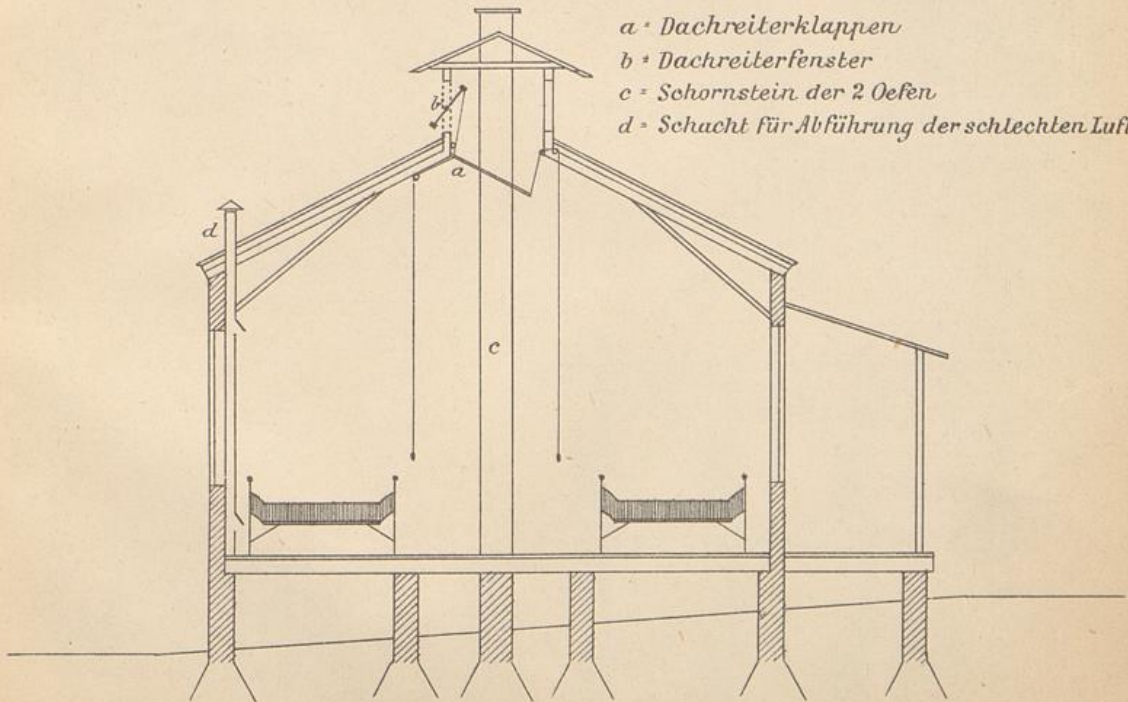 a = Dachreiterklappen
b = Dachreiterfenster
c = Schornstein der 2 Oefen
d = Schacht für Abführung der schlechten Luft
b
a
d
c